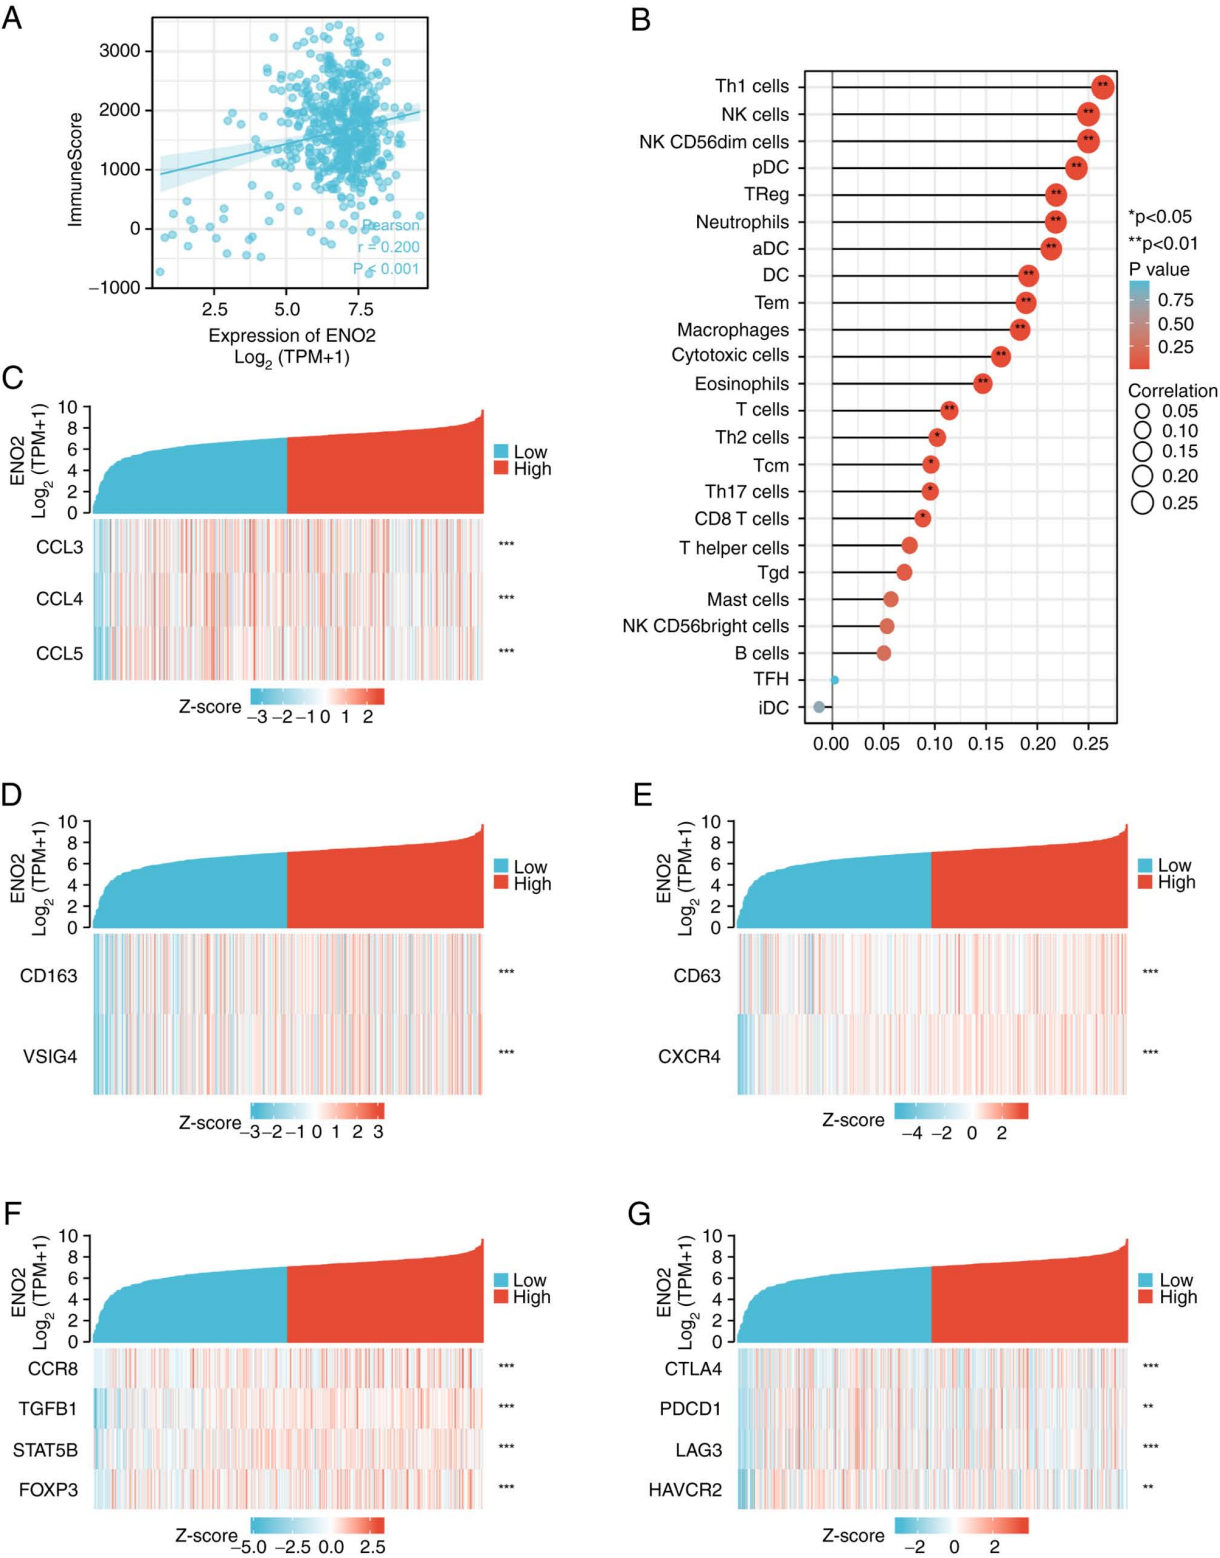 A
3000
2000
1000
0
−1000
ImmuneScore
Pearson
r = 0.200
P < 0.001
2.5 5.0 7.5
Expression of ENO2
Log2 (TPM+1)
B
Th1 cells **
NK cells **
NK CD56dim cells **
pDC **
TReg **
Neutrophils **
aDC **
DC **
Tem **
Macrophages **
Cytotoxic cells **
Eosinophils **
T cells **
Th2 cells *
Tcm *
Th17 cells *
CD8 T cells *
T helper cells
Tgd
Mast cells
NK CD56bright cells
B cells
TFH
iDC
0.00 0.05 0.10 0.15 0.20 0.25
*p<0.05
**p<0.01
P value
0.75
0.50
0.25
Correlation
0.05
0.10
0.15
0.20
0.25
C
ENO2
Log2 (TPM+1)
10
8
6
4
2
0
Low
High
CCL3 ***
CCL4 ***
CCL5 ***
Z-score
−3 −2 −1 0 1 2
D
ENO2
Log2 (TPM+1)
10
8
6
4
2
0
Low
High
CD163 ***
VSIG4 ***
Z-score
−3 −2 −1 0 1 2 3
E
ENO2
Log2 (TPM+1)
10
8
6
4
2
0
Low
High
CD63 ***
CXCR4 ***
Z-score
−4 −2 0 2
F
ENO2
Log2 (TPM+1)
10
8
6
4
2
0
Low
High
CCR8 ***
TGFB1 ***
STAT5B ***
FOXP3 ***
Z-score
−5.0 −2.5 0.0 2.5
G
ENO2
Log2 (TPM+1)
10
8
6
4
2
0
Low
High
CTLA4 ***
PDCD1 **
LAG3 ***
HAVCR2 **
Z-score
−2 0 2